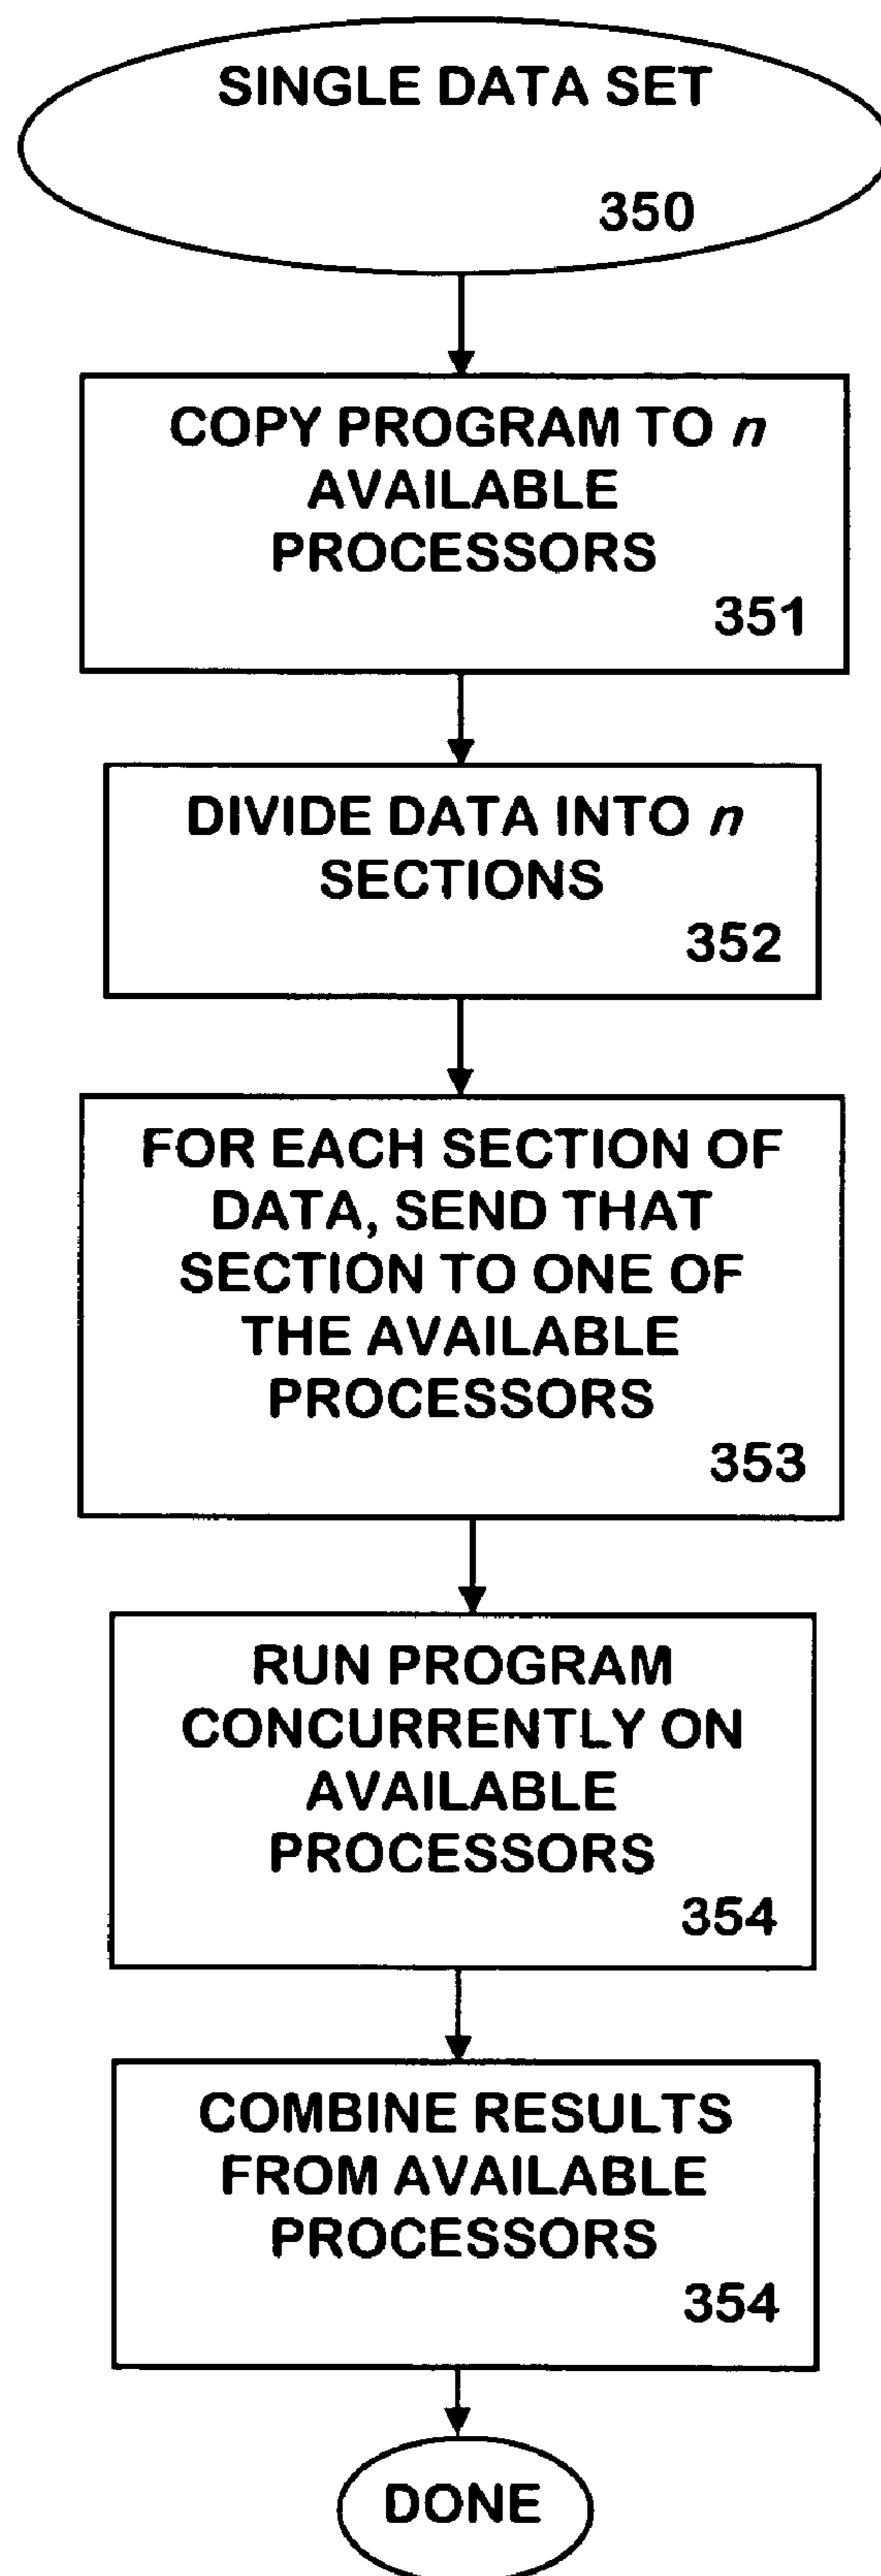 SINGLE DATA SET
350
COPY PROGRAM TO n
AVAILABLE
PROCESSORS
351
DIVIDE DATA INTO n
SECTIONS
352
FOR EACH SECTION OF
DATA, SEND THAT
SECTION TO ONE OF
THE AVAILABLE
PROCESSORS
353
RUN PROGRAM
CONCURRENTLY ON
AVAILABLE
PROCESSORS
354
COMBINE RESULTS
FROM AVAILABLE
PROCESSORS
354
DONE